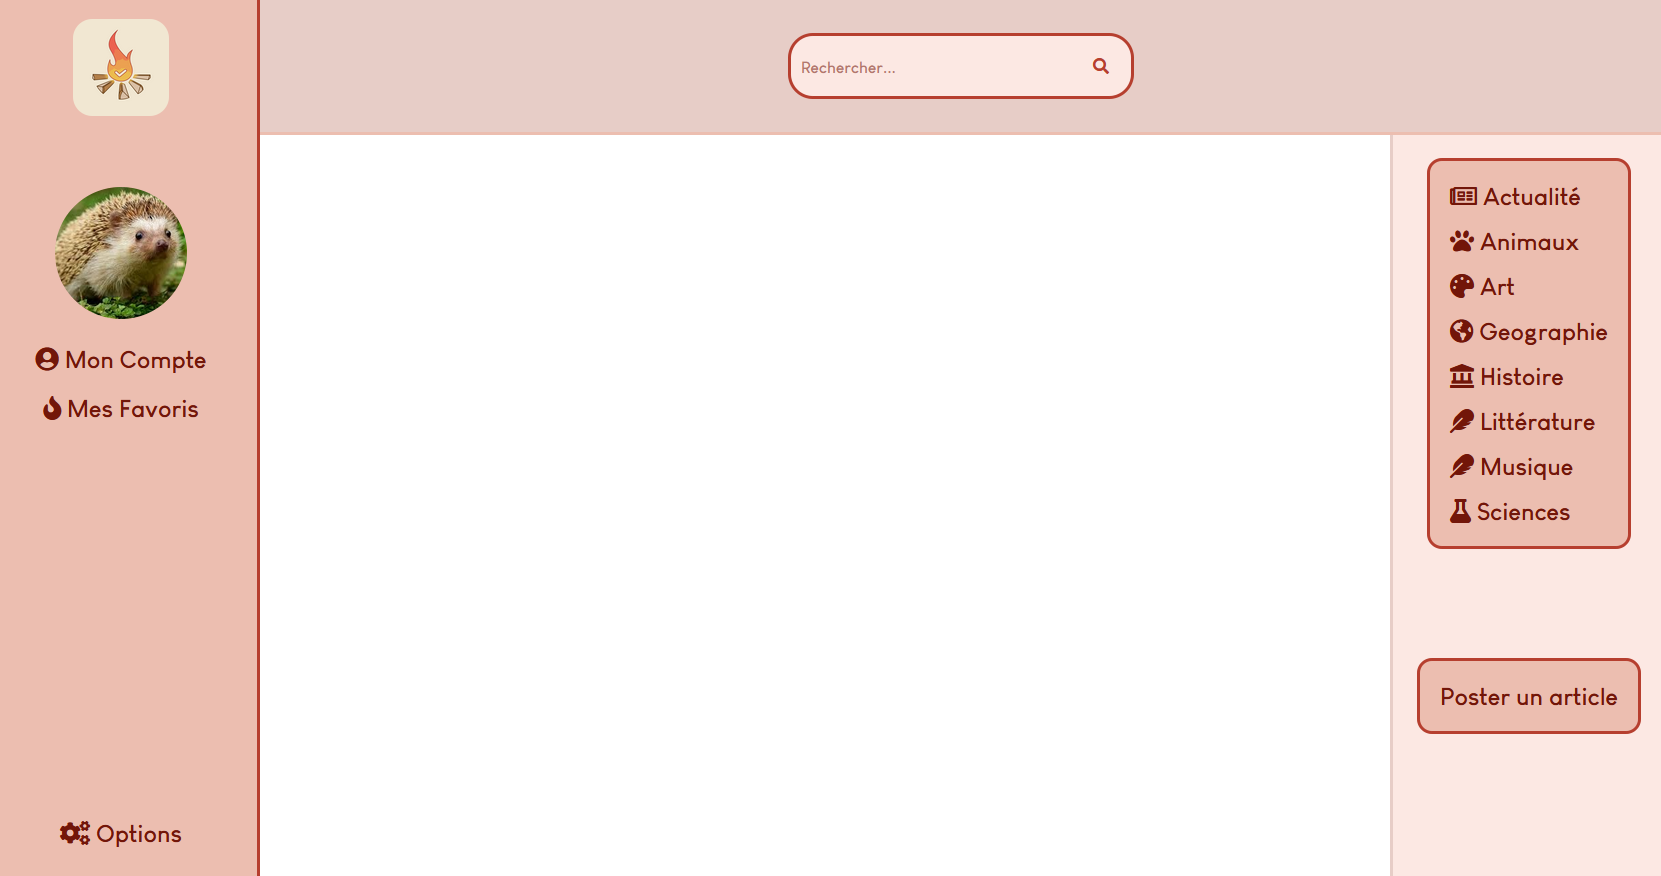 Rechercher...
Mon Compte
Mes Favoris
Options
Actualité
Animaux
Art
Geographie
Histoire
Littérature
Musique
Sciences
Poster un article